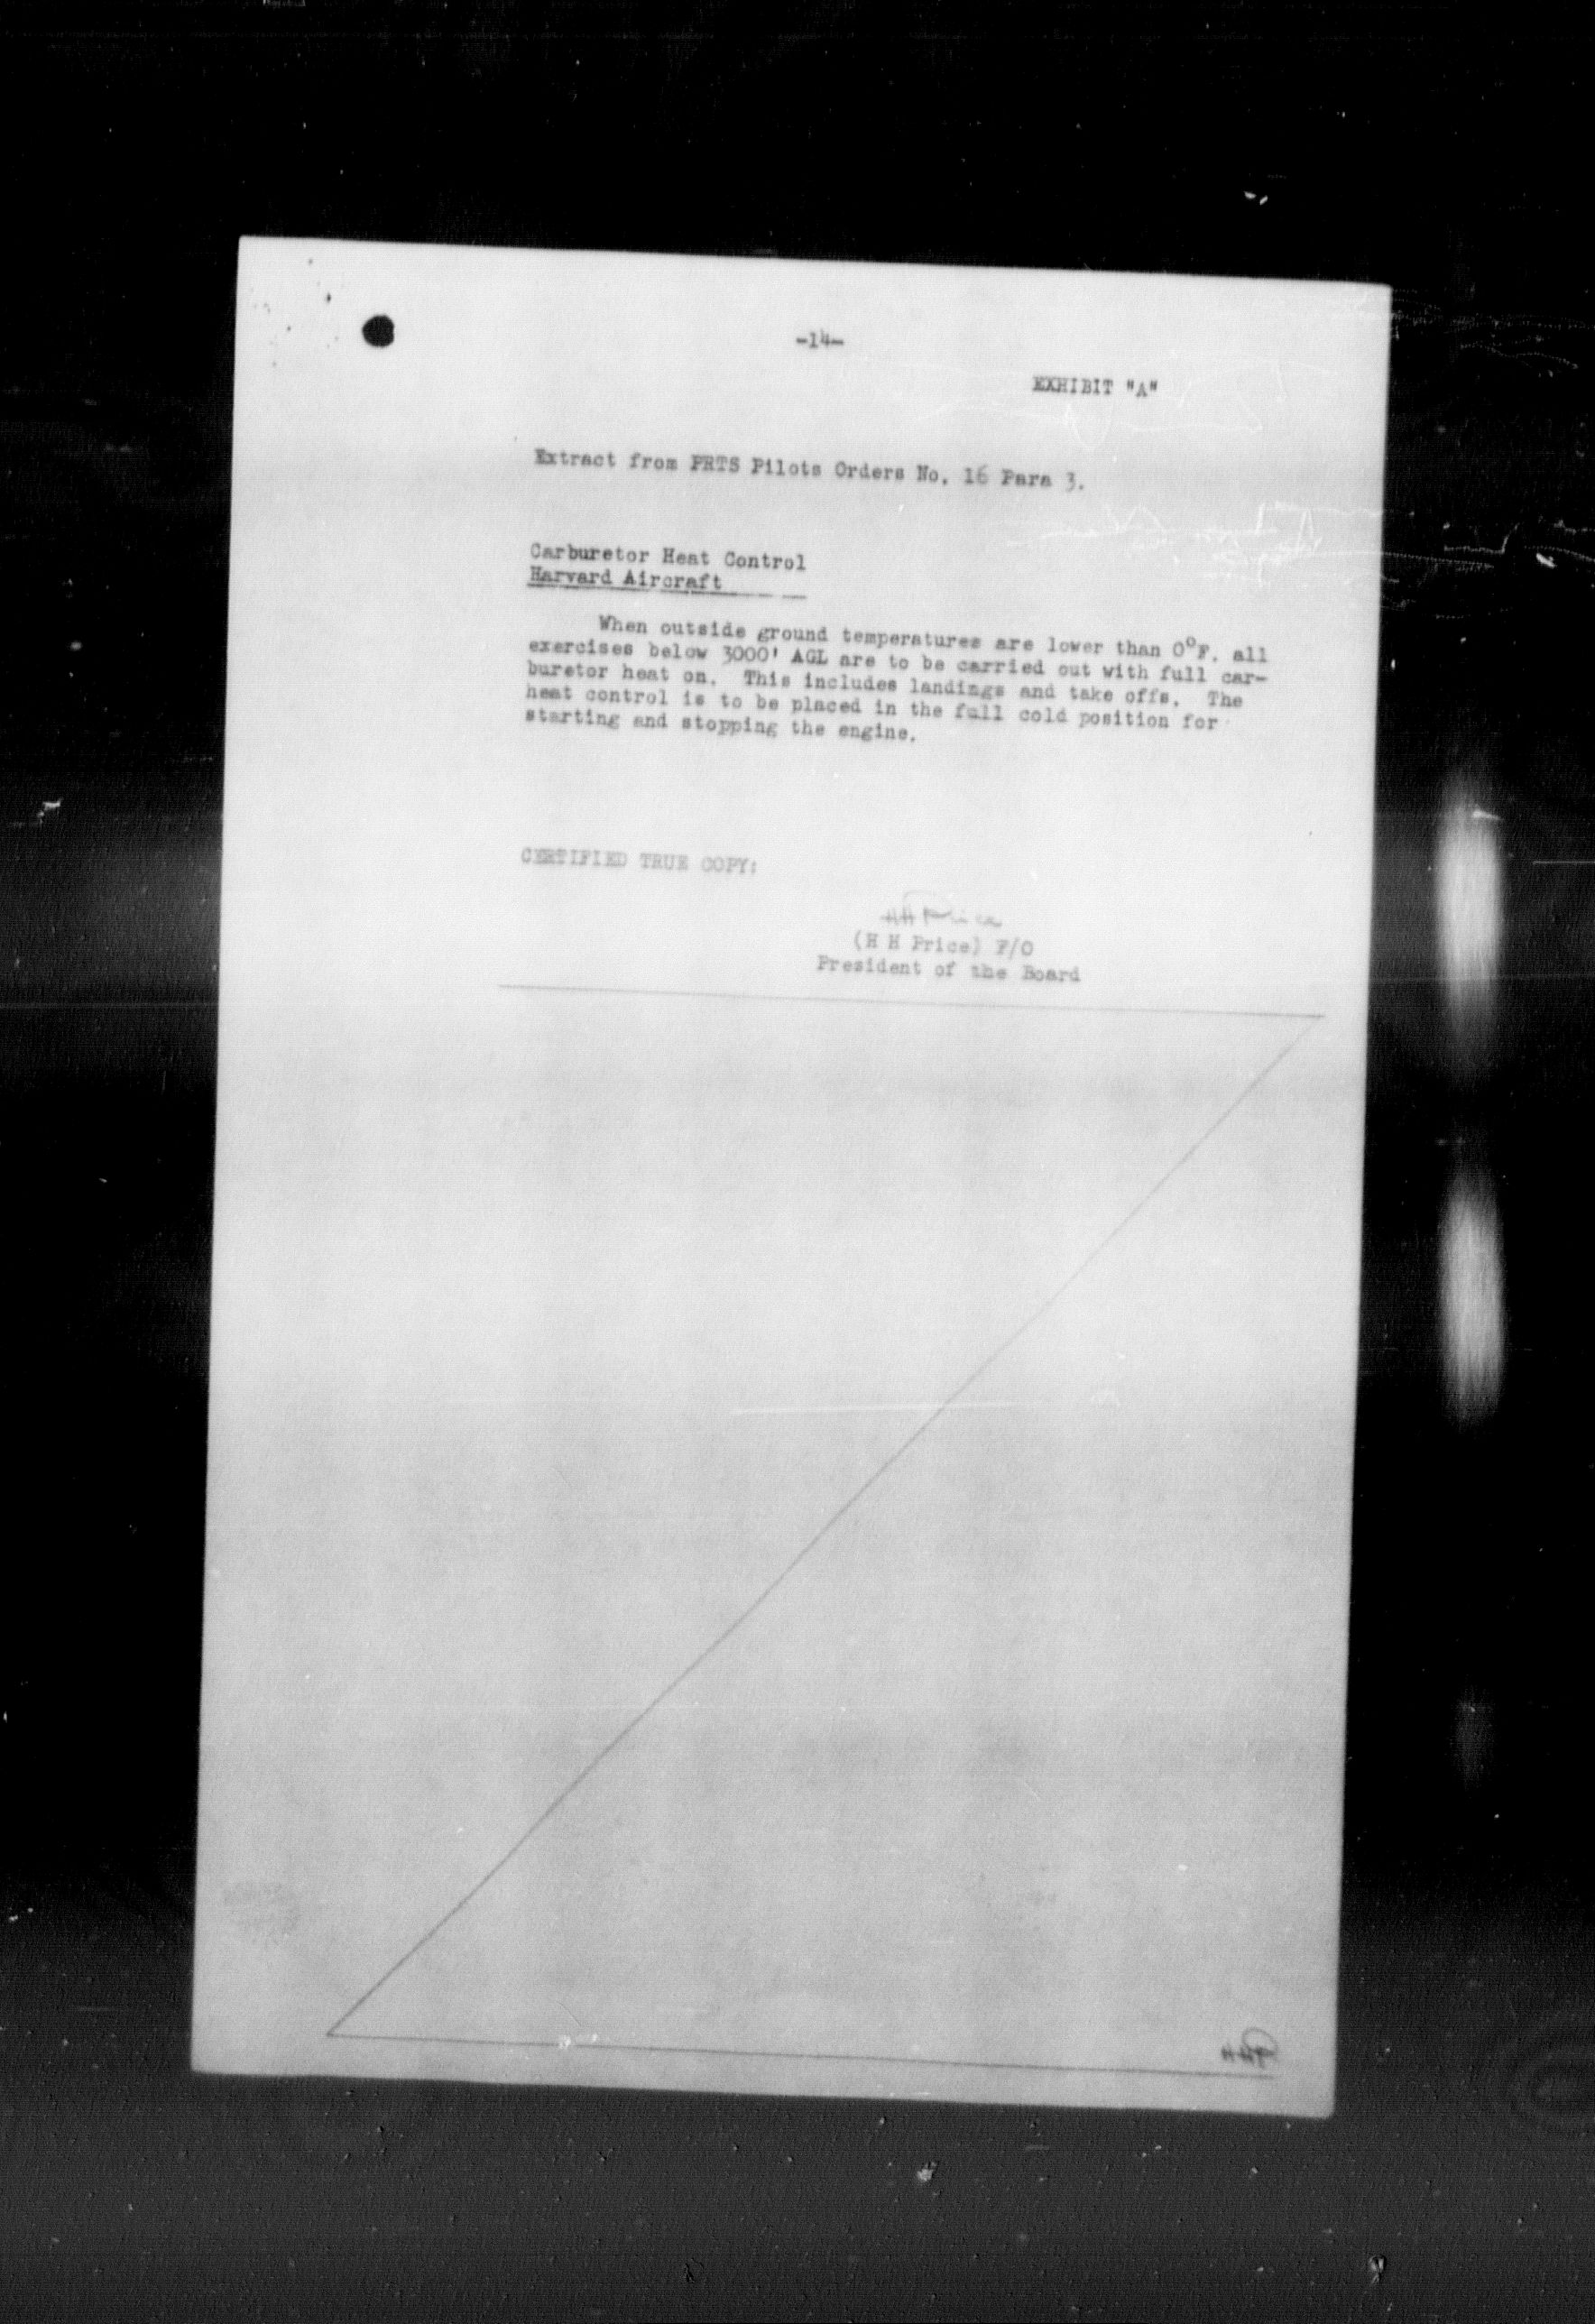 -14-
EXHIBIT "A"
Extract from PRTS Pilots Orders No. 16 Para 3.
Carburetor Heat Control
Harvard Aircraft
When outside ground temperatures are lower than 0°F. all
exercises below 3000' AGL are to be carried out with full car-
buretor heat on. This includes landings and take offs. The
heat control is to be placed in the full cold position for
starting and stopping the engine.
CERTIFIED TRUE COPY:
HH Price
(H H Price) F/O
President of the Board